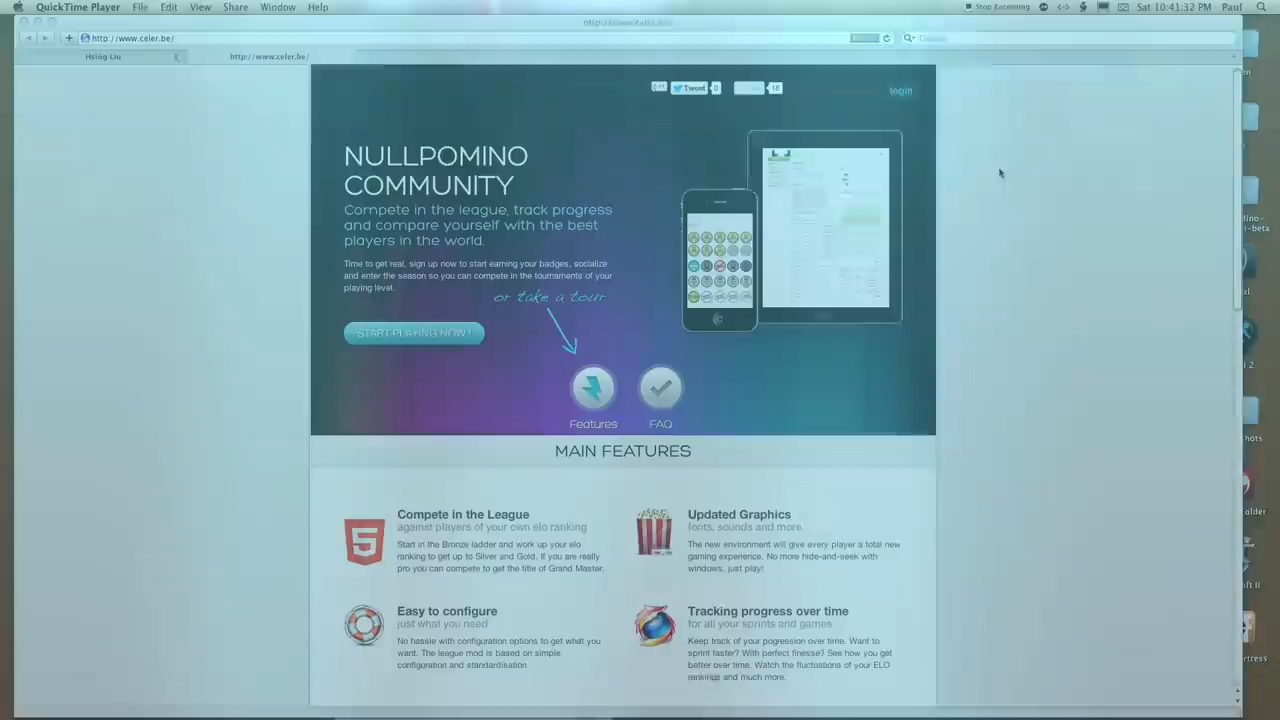 QuickTime Player File Edit View Share Window Help
Stop Recording
Sat 10:41:32 PM Paul
http://www.celer.be/
Hsing Liu
http://www.celer.be/
Tweet 0
18
login
NULLPOMINO
COMMUNITY
Compete in the league, track progress
and compare yourself with the best
players in the world.
Time to get real, sign up now to start earning your badges, socialize
and enter the season so you can compete in the tournaments of your
playing level.
or take a tour
START PLAYING NOW!
Features
FAQ
MAIN FEATURES
Compete in the League
against players of your own elo ranking
Start in the Bronze ladder and work up your elo
ranking to get up to Silver and Gold. If you are really
pro you can compete to get the title of Grand Master.
Updated Graphics
fonts, sounds and more
The new environment will give every player a total new
gaming experience. No more hide-and-seek with
windows, just play!
Easy to configure
just what you need
No hassle with configuration options to get what you
want. The league mod is based on simple
configuration and standardisation.
Tracking progress over time
for all your sprints and games
Keep track of your pogression over time. Want to
sprint faster? With perfect finesse? See how you get
better over time. Watch the fluctuations of your ELO
rankings and much more.